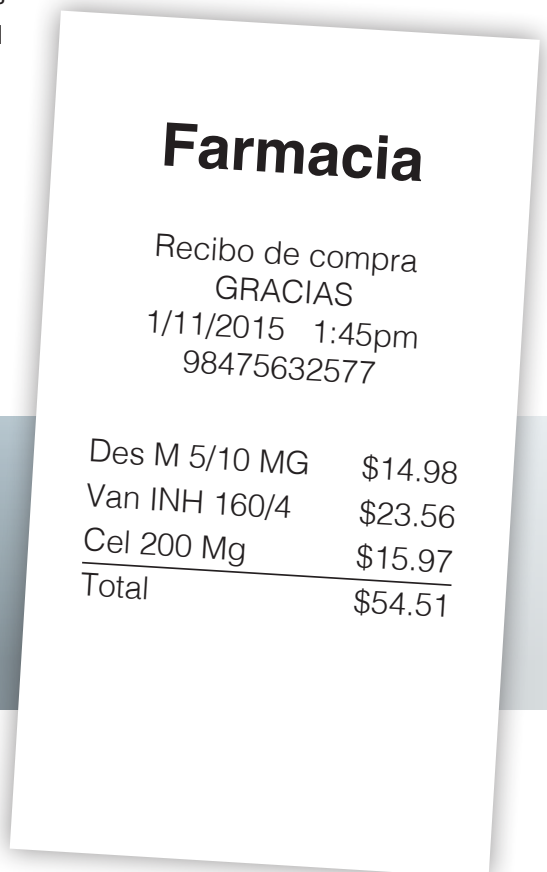 Farmacia
Recibo de compra
GRACIAS
1/11/2015 1:45pm
98475632577
Des M 5/10 MG $14.98
Van INH 160/4 $23.56
Cel 200 Mg $15.97
Total $54.51